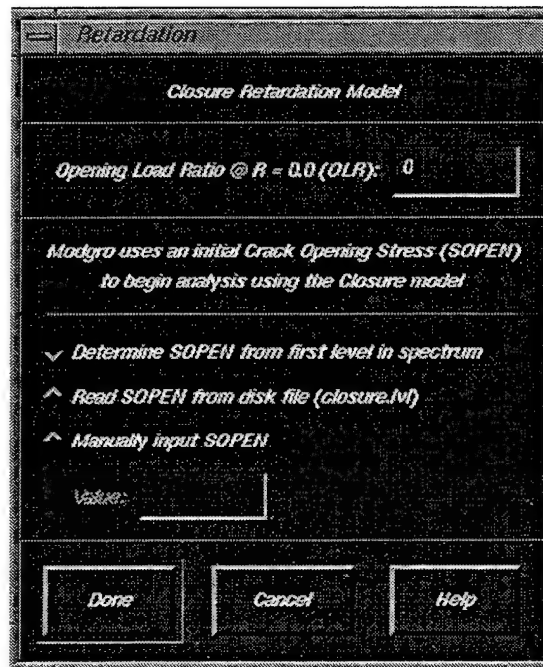 Retardation
Closure Retardation Model
Opening Load Ratio @ R = 0.0 (OLR): 0
Modgro uses an initial Crack Opening Stress (SOPEN)
to begin analysis using the Closure model
Determine SOPEN from first level in spectrum
Read SOPEN from disk file (closure.lvl)
Manually input SOPEN
Value:
Done Cancel Help